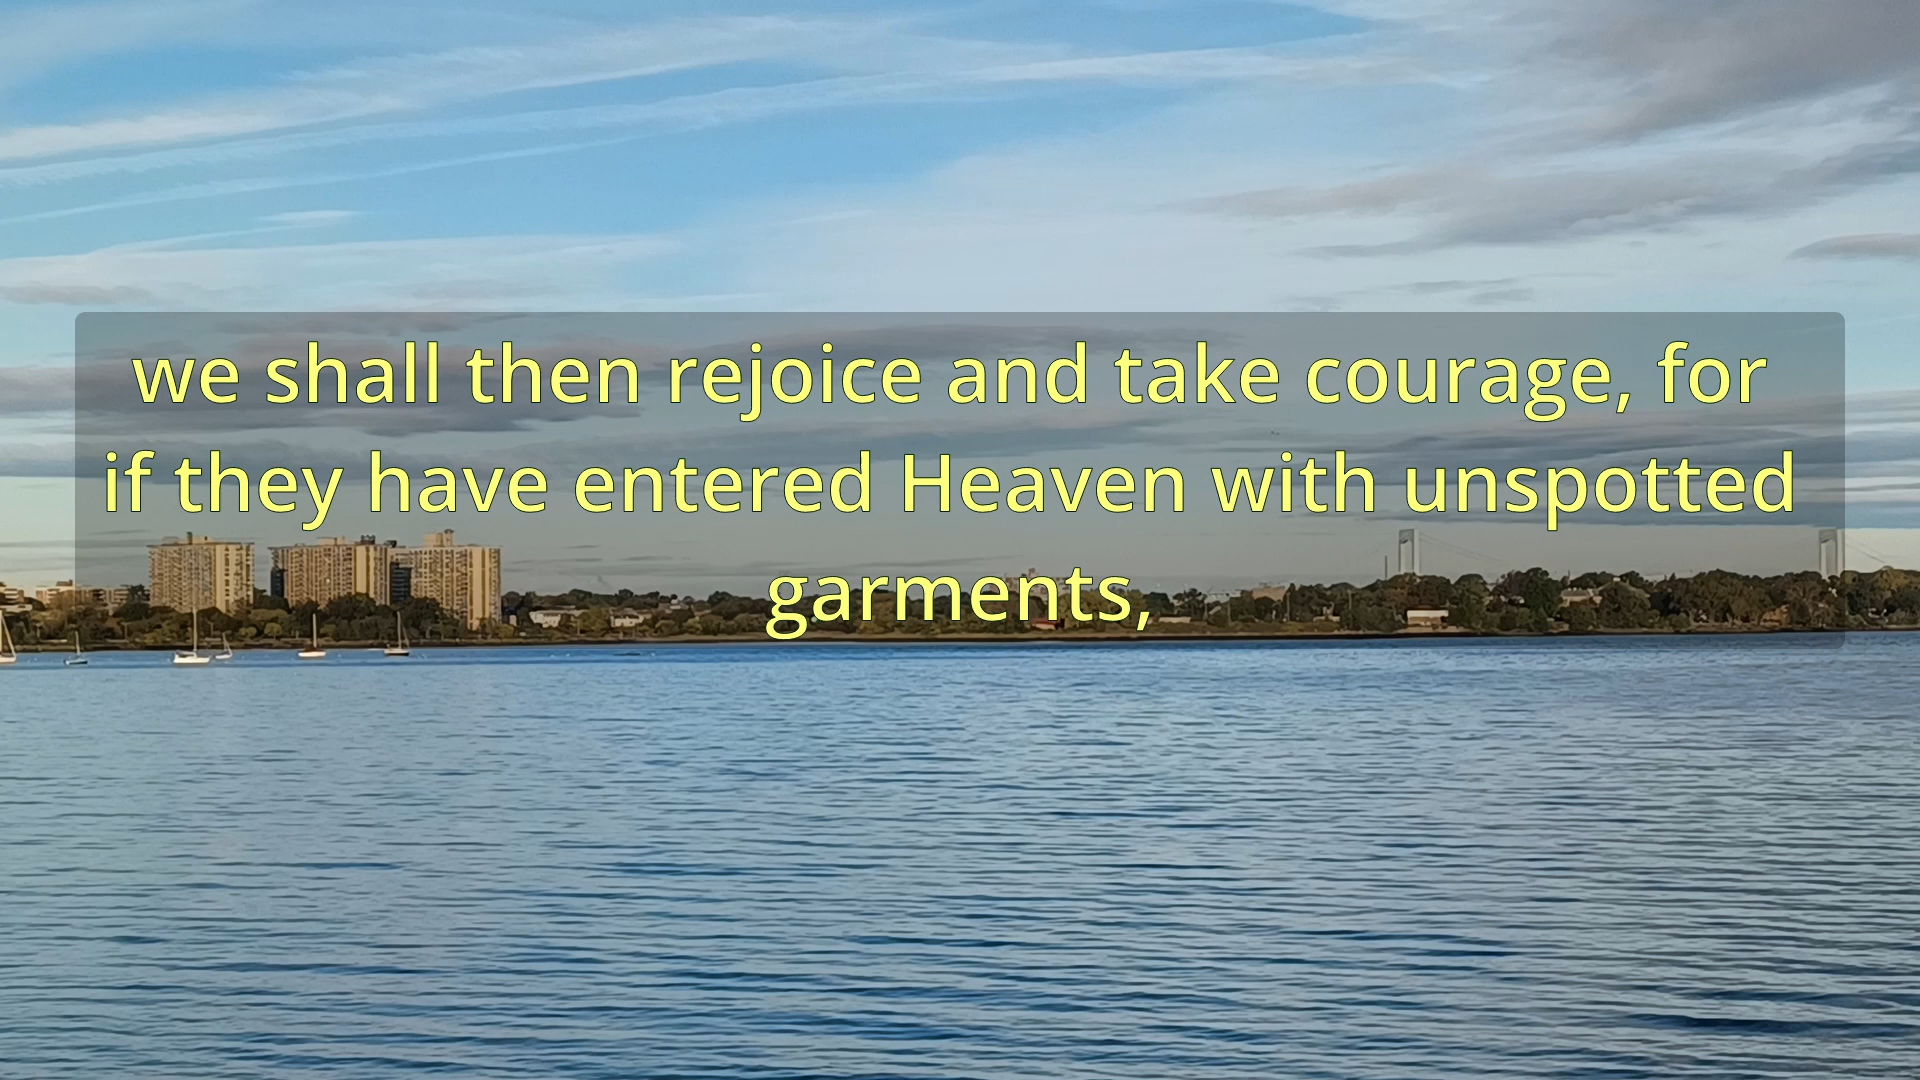 we shall then rejoice and take courage, for
if they have entered Heaven with unspotted
garments,